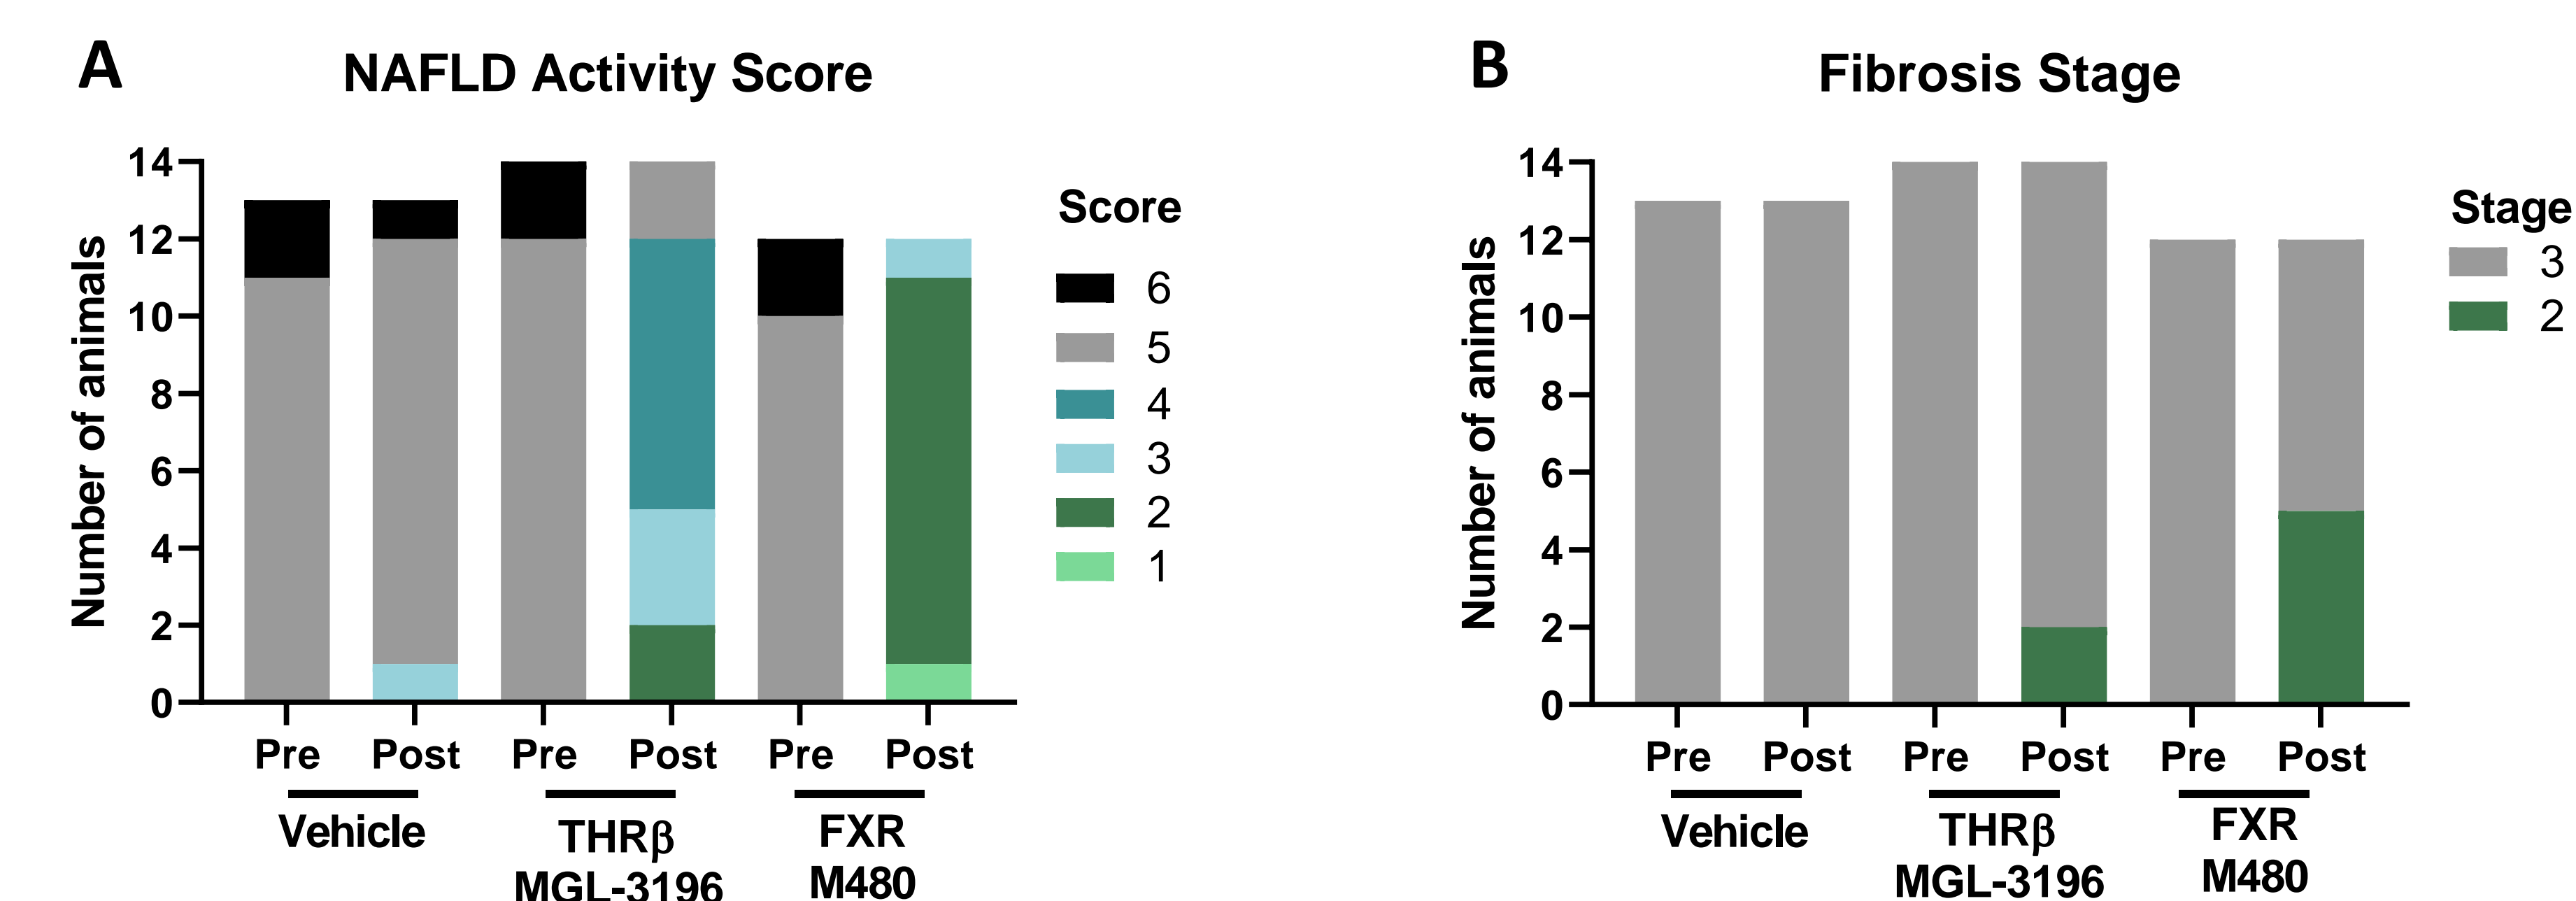 A
NAFLD Activity Score
Number of animals
14
12
10
8
6
4
2
0
Pre Post Pre Post Pre Post
Vehicle
THRβ
MGL-3196
FXR
M480
Score
6
5
4
3
2
1
B
Fibrosis Stage
Number of animals
14
12
10
8
6
4
2
0
Pre Post Pre Post Pre Post
Vehicle
THRβ
MGL-3196
FXR
M480
Stage
3
2